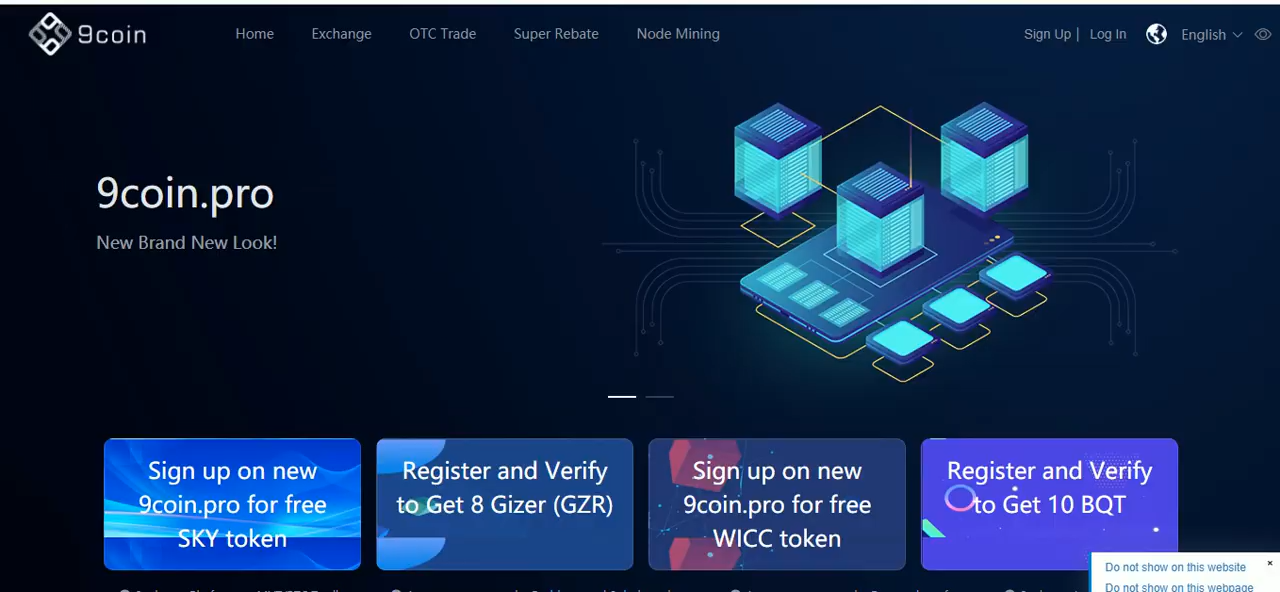 9coin
Home Exchange OTC Trade Super Rebate Node Mining Sign Up | Log In English
9coin.pro
New Brand New Look!
Sign up on new
9coin.pro for free
SKY token
Register and Verify
to Get 8 Gizer (GZR)
Sign up on new
9coin.pro for free
WICC token
Register and Verify
to Get 10 BQT
Do not show on this website
Do not show on this webpage